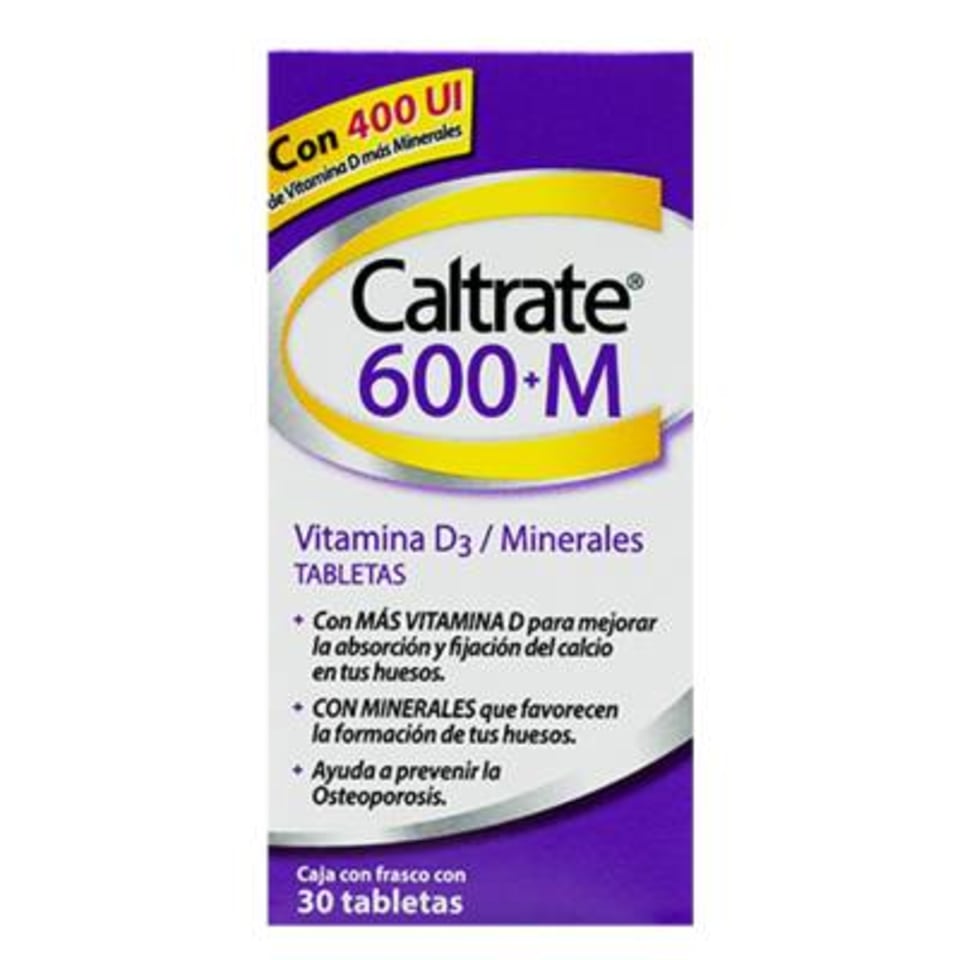 Con 400 UI
de Vitamina D más Minerales
Caltrate®
600+M
Vitamina D3 / Minerales
TABLETAS
+ Con MÁS VITAMINA D para mejorar
la absorción y fijación del calcio
en tus huesos.
+ CON MINERALES que favorecen
la formación de tus huesos.
+ Ayuda a prevenir la
Osteoporosis.
Caja con frasco con
30 tabletas